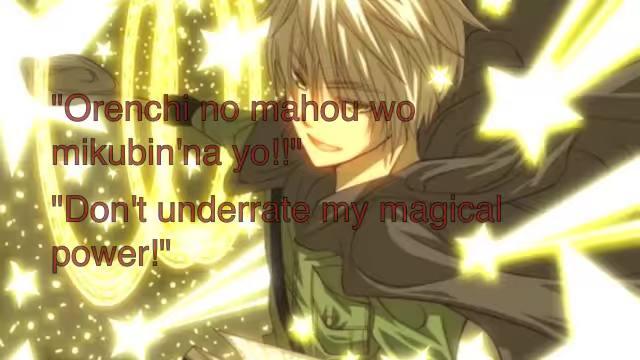 "Orenchi no mahou wo
mikubin'na yo!!"
"Don't underrate my magical
power!"